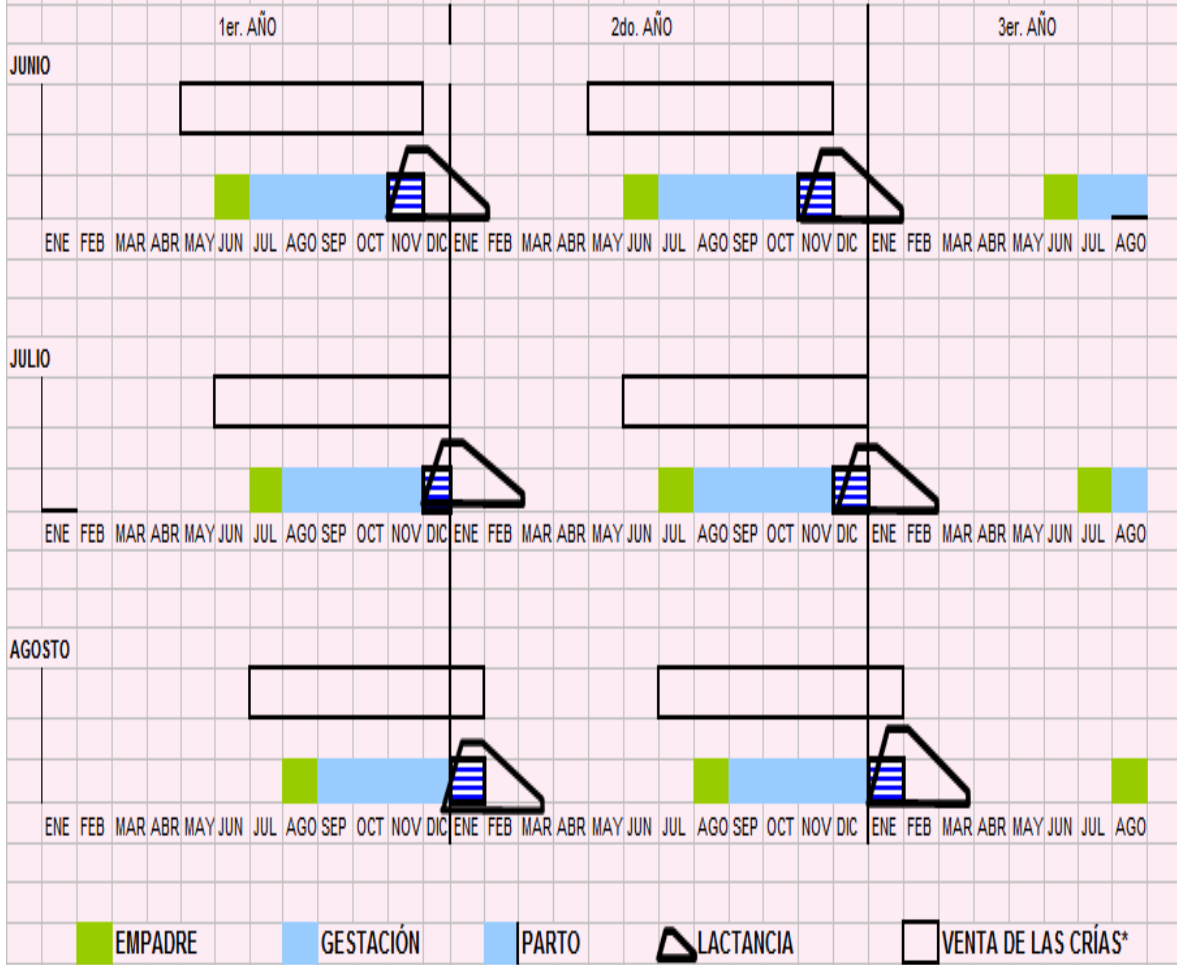 1er. AÑO 2do. AÑO 3er. AÑO
JUNIO
ENE FEB MAR ABR MAY JUN JUL AGO SEP OCT NOV DIC ENE FEB MAR ABR MAY JUN JUL AGO SEP OCT NOV DIC ENE FEB MAR ABR MAY JUN JUL AGO
JULIO
ENE FEB MAR ABR MAY JUN JUL AGO SEP OCT NOV DIC ENE FEB MAR ABR MAY JUN JUL AGO SEP OCT NOV DIC ENE FEB MAR ABR MAY JUN JUL AGO
AGOSTO
ENE FEB MAR ABR MAY JUN JUL AGO SEP OCT NOV DIC ENE FEB MAR ABR MAY JUN JUL AGO SEP OCT NOV DIC ENE FEB MAR ABR MAY JUN JUL AGO
EMPADRE GESTACIÓN PARTO LACTANCIA VENTA DE LAS CRÍAS*